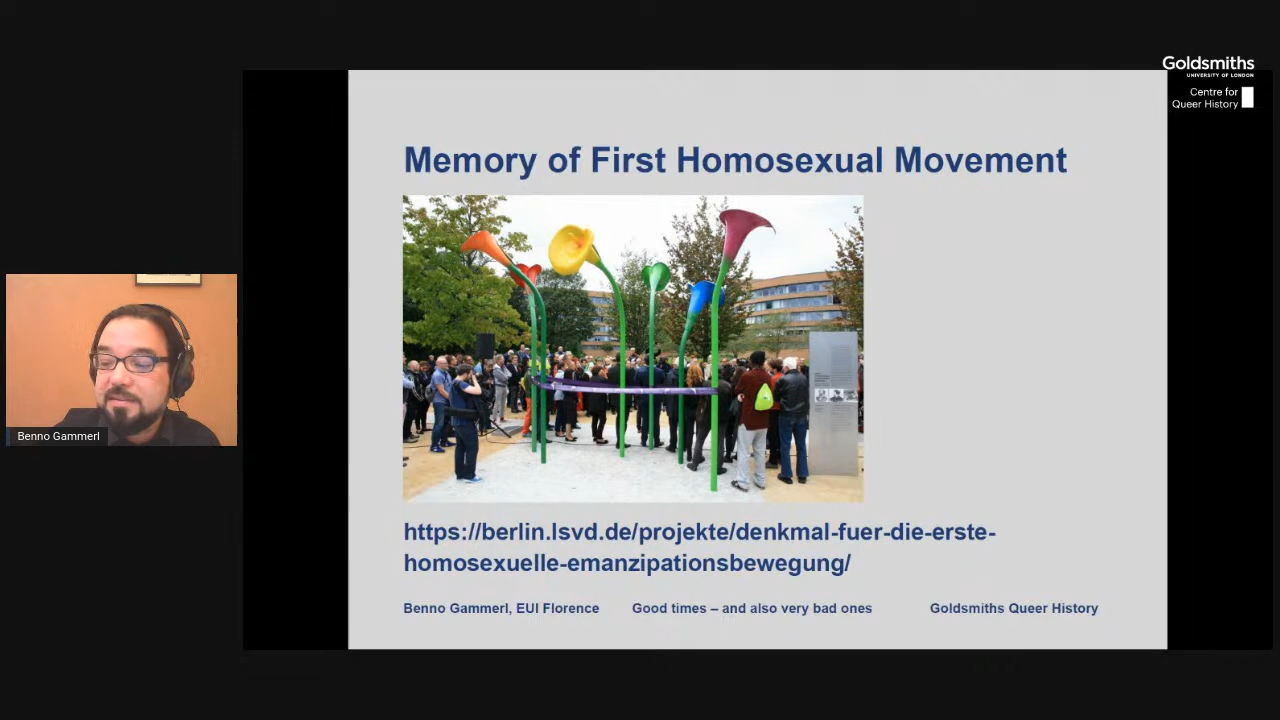 Goldsmiths
UNIVERSITY OF LONDON
Centre for
Queer History
Memory of First Homosexual Movement
https://berlin.lsvd.de/projekte/denkmal-fuer-die-erste-
homosexuelle-emanzipationsbewegung/
Benno Gammerl, EUI Florence Good times – and also very bad ones Goldsmiths Queer History
Benno Gammerl